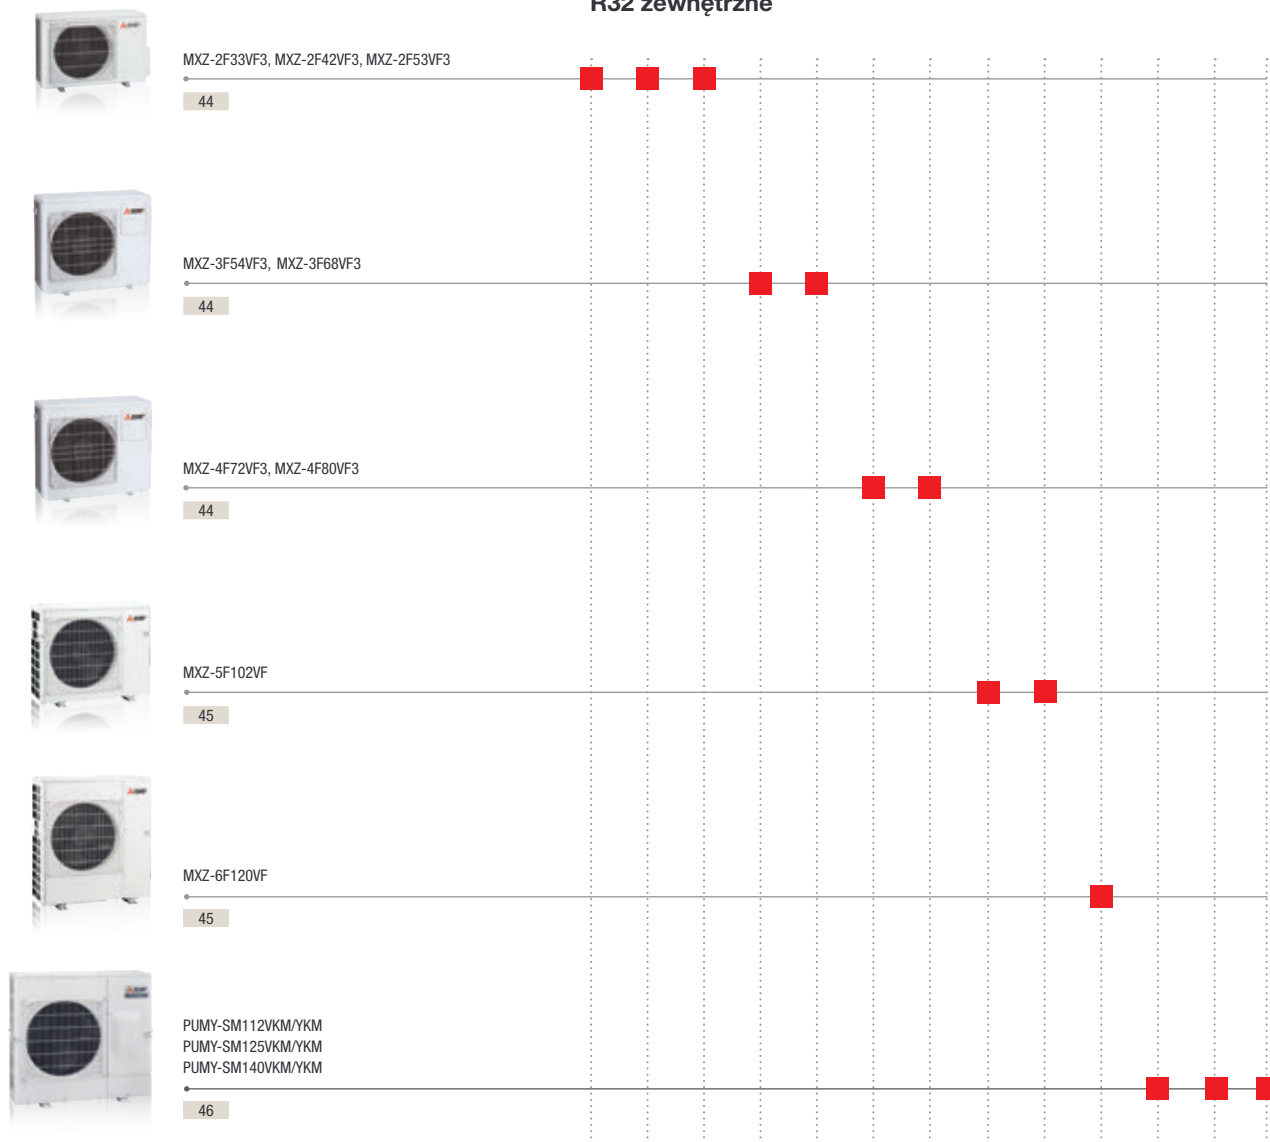 R32 zewnętrzne
MXZ-2F33VF3, MXZ-2F42VF3, MXZ-2F53VF3
44
MXZ-3F54VF3, MXZ-3F68VF3
44
MXZ-4F72VF3, MXZ-4F80VF3
44
MXZ-5F102VF
45
MXZ-6F120VF
45
PUMY-SM112VKM/YKM
PUMY-SM125VKM/YKM
PUMY-SM140VKM/YKM
46